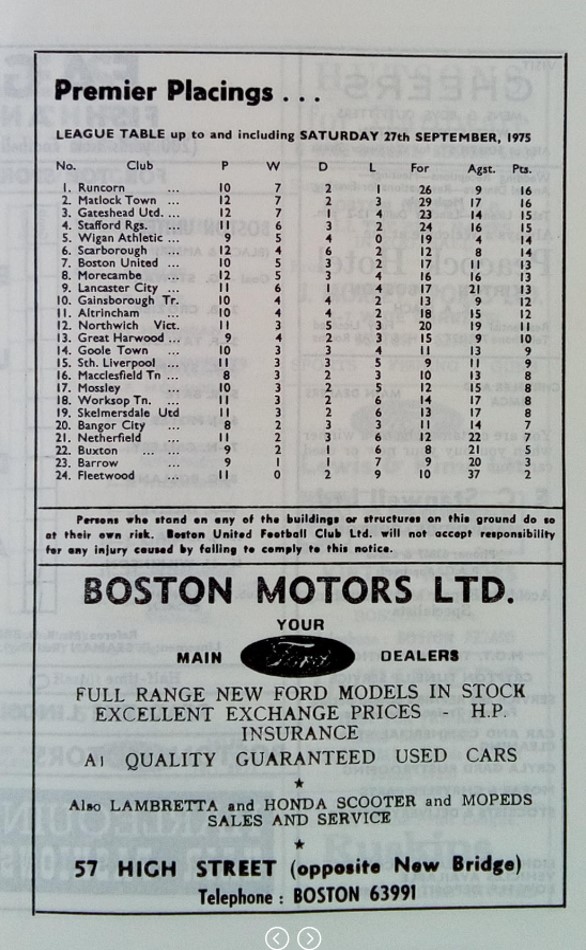 Premier Placings . . .
LEAGUE TABLE up to and including SATURDAY 27th SEPTEMBER, 1975
No. Club P W D L For Agst. Pts.
1. Runcorn ... 10 7 2 1 26 9 16
2. Matlock Town ... 12 7 2 3 29 17 16
3. Gateshead Utd. ... 12 7 1 4 23 14 15
4. Stafford Rgs. ... 11 6 3 2 24 16 15
5. Wigan Athletic ... 9 5 4 0 19 4 14
6. Scarborough ... 12 4 6 2 12 8 14
7. Boston United ... 10 5 3 2 17 11 13
8. Morecambe ... 12 5 3 4 16 16 13
9. Lancaster City ... 11 6 1 4 17 21 13
10. Gainsborough Tr. 10 4 4 2 13 9 12
11. Altrincham ... 10 4 4 2 18 15 12
12. Northwich Vict. 11 3 5 3 20 19 11
13. Great Harwood ... 9 4 2 3 15 9 10
14. Goole Town ... 10 3 3 4 11 13 9
15. Sth. Liverpool ... 9 3 3 3 11 11 9
16. Macclesfield Tn ... 8 3 2 3 10 13 8
17. Mossley ... 10 3 2 5 12 15 8
18. Worksop Tn. ... 11 3 2 6 14 17 8
19. Skelmersdale Utd 11 3 2 6 13 17 8
20. Bangor City ... 8 2 3 3 11 14 7
21. Netherfield ... 11 2 3 6 12 22 7
22. Buxton ... ... 9 2 1 6 8 21 5
23. Barrow ... 9 1 1 7 9 20 3
24. Fleetwood ... 11 0 2 9 10 37 2
Persons who stand on any of the buildings or structures on this ground do so
at their own risk. Boston United Football Club Ltd. will not accept responsibility
for any injury caused by failing to comply to this notice.
BOSTON MOTORS LTD.
YOUR
MAIN Ford DEALERS
FULL RANGE NEW FORD MODELS IN STOCK
EXCELLENT EXCHANGE PRICES - H.P.
INSURANCE
A1 QUALITY GUARANTEED USED CARS
Also LAMBRETTA and HONDA SCOOTER and MOPEDS
SALES AND SERVICE
57 HIGH STREET (opposite New Bridge)
Telephone : BOSTON 63991